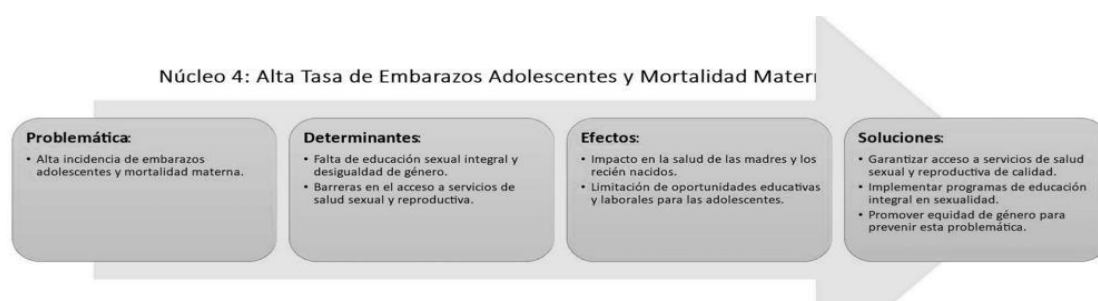 Núcleo 4: Alta Tasa de Embarazos Adolescentes y Mortalidad
Problemática:
• Alta incidencia de embarazos
adolescentes y mortalidad materna.
Determinantes:
• Falta de educación sexual integral y
desigualdad de género.
• Barreras en el acceso a servicios de
salud sexual y reproductiva.
Efectos:
• Impacto en la salud de las madres y los
recién nacidos.
• Limitación de oportunidades educativas
y laborales para las adolescentes.
Soluciones:
• Garantizar acceso a servicios de salud
sexual y reproductiva de calidad.
• Implementar programas de educación
integral en sexualidad.
• Promover equidad de género para
prevenir esta problemática.